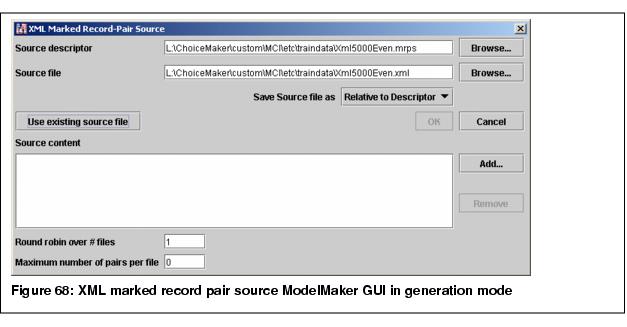 XML Marked Record-Pair Source
Source descriptor L:\ChoiceMaker\custom\MCI\etc\traindata\Xml5000Even.mrps Browse...
Source file L:\ChoiceMaker\custom\MCI\etc\traindata\Xml5000Even.xml Browse...
Save Source file as Relative to Descriptor
Use existing source file OK Cancel
Source content
Add...
Remove
Round robin over # files 1
Maximum number of pairs per file 0
Figure 68: XML marked record pair source ModelMaker GUI in generation mode